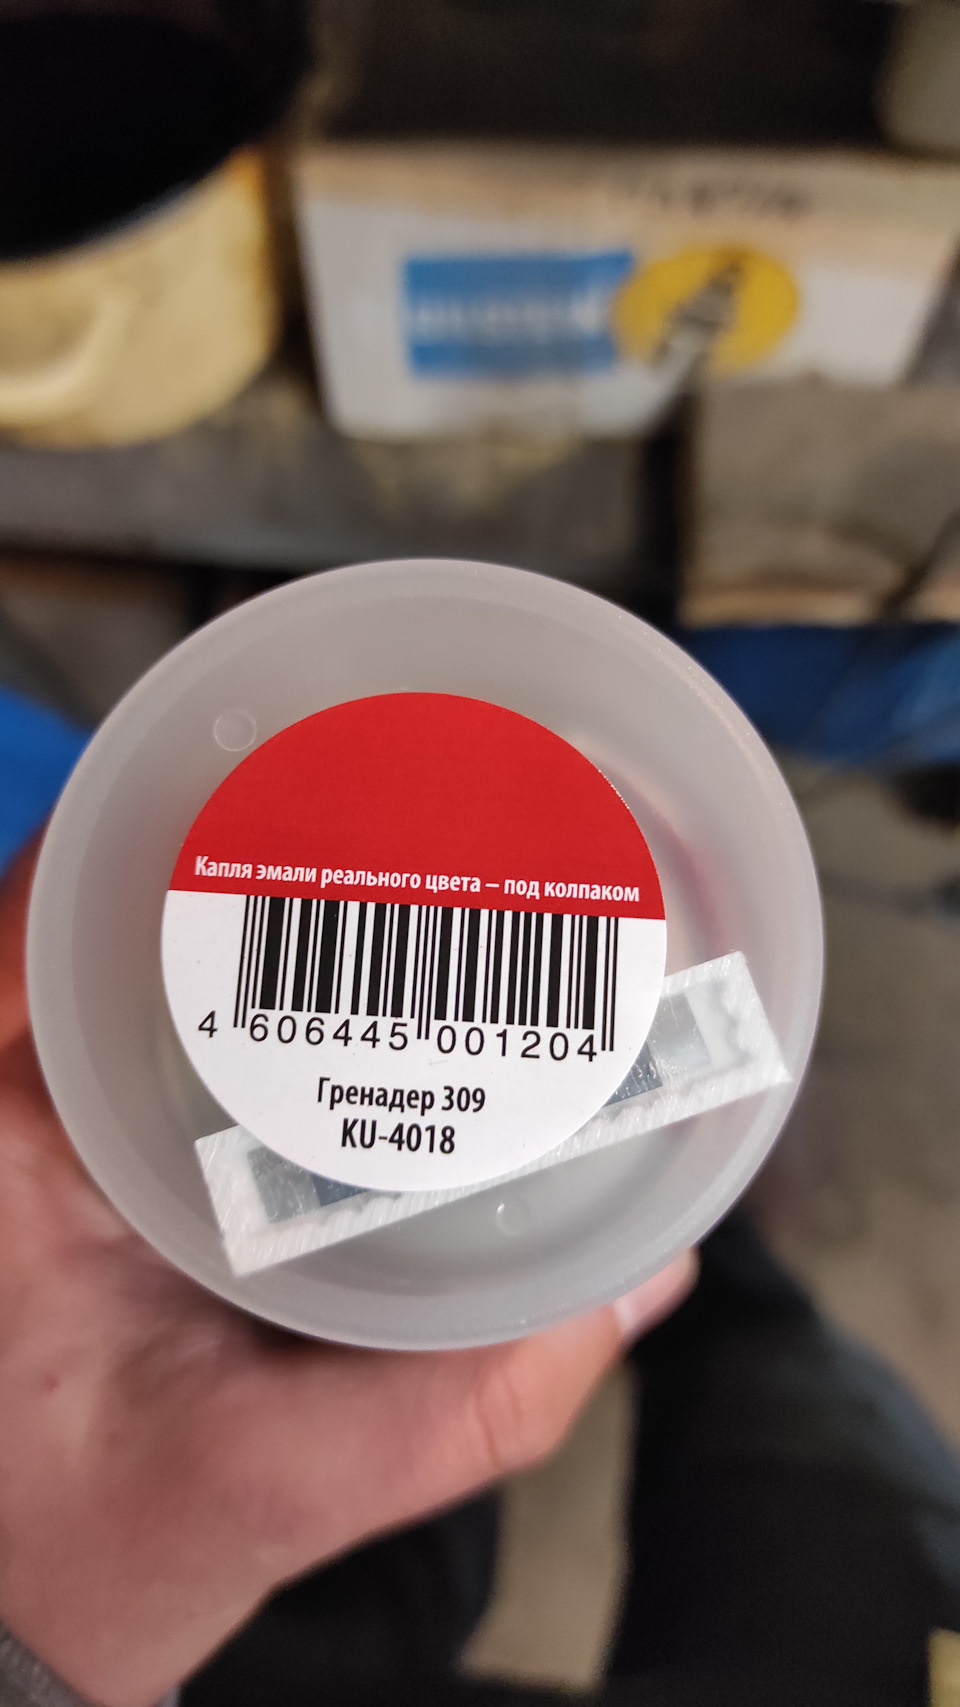 Капля эмали реального цвета – под колпаком
4 606445 001204
Гренадер 309
KU-4018